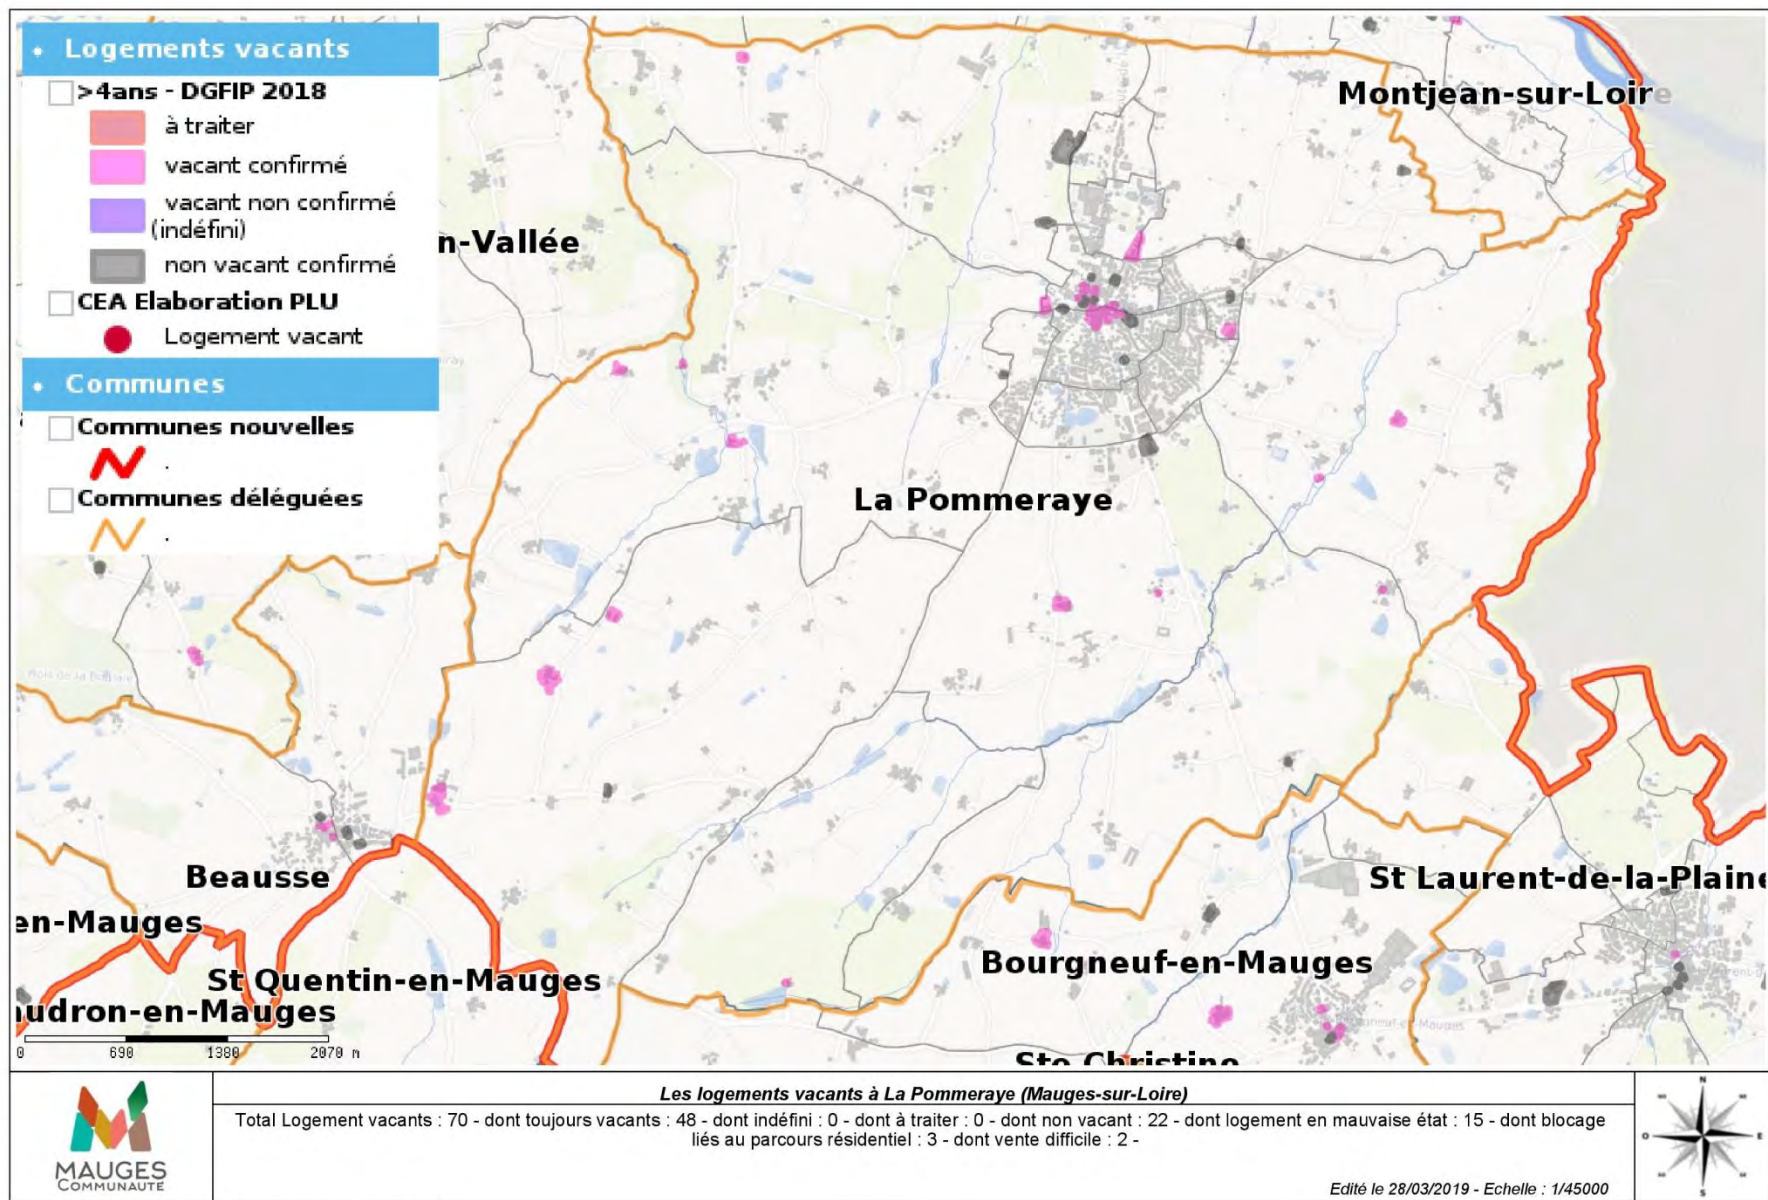 • Logements vacants
>4ans - DGFIP 2018
à traiter
vacant confirmé
vacant non confirmé
(indéfini)
non vacant confirmé
CEA Elaboration PLU
Logement vacant
• Communes
Communes nouvelles
.
Communes déléguées
.
Montjean-sur-Loire
n-Vallée
La Pommeraye
Beausse
St Laurent-de-la-Plaine
en-Mauges
Bourgneuf-en-Mauges
St Quentin-en-Mauges
udron-en-Mauges
Ste Christine
0 690 1380 2070 m
Les logements vacants à La Pommeraye (Mauges-sur-Loire)
Total Logement vacants : 70 - dont toujours vacants : 48 - dont indéfini : 0 - dont à traiter : 0 - dont non vacant : 22 - dont logement en mauvaise état : 15 - dont blocage
liés au parcours résidentiel : 3 - dont vente difficile : 2 -
Edité le 28/03/2019 - Echelle : 1/45000
MAUGES
COMMUNAUTÉ
N
O E
S